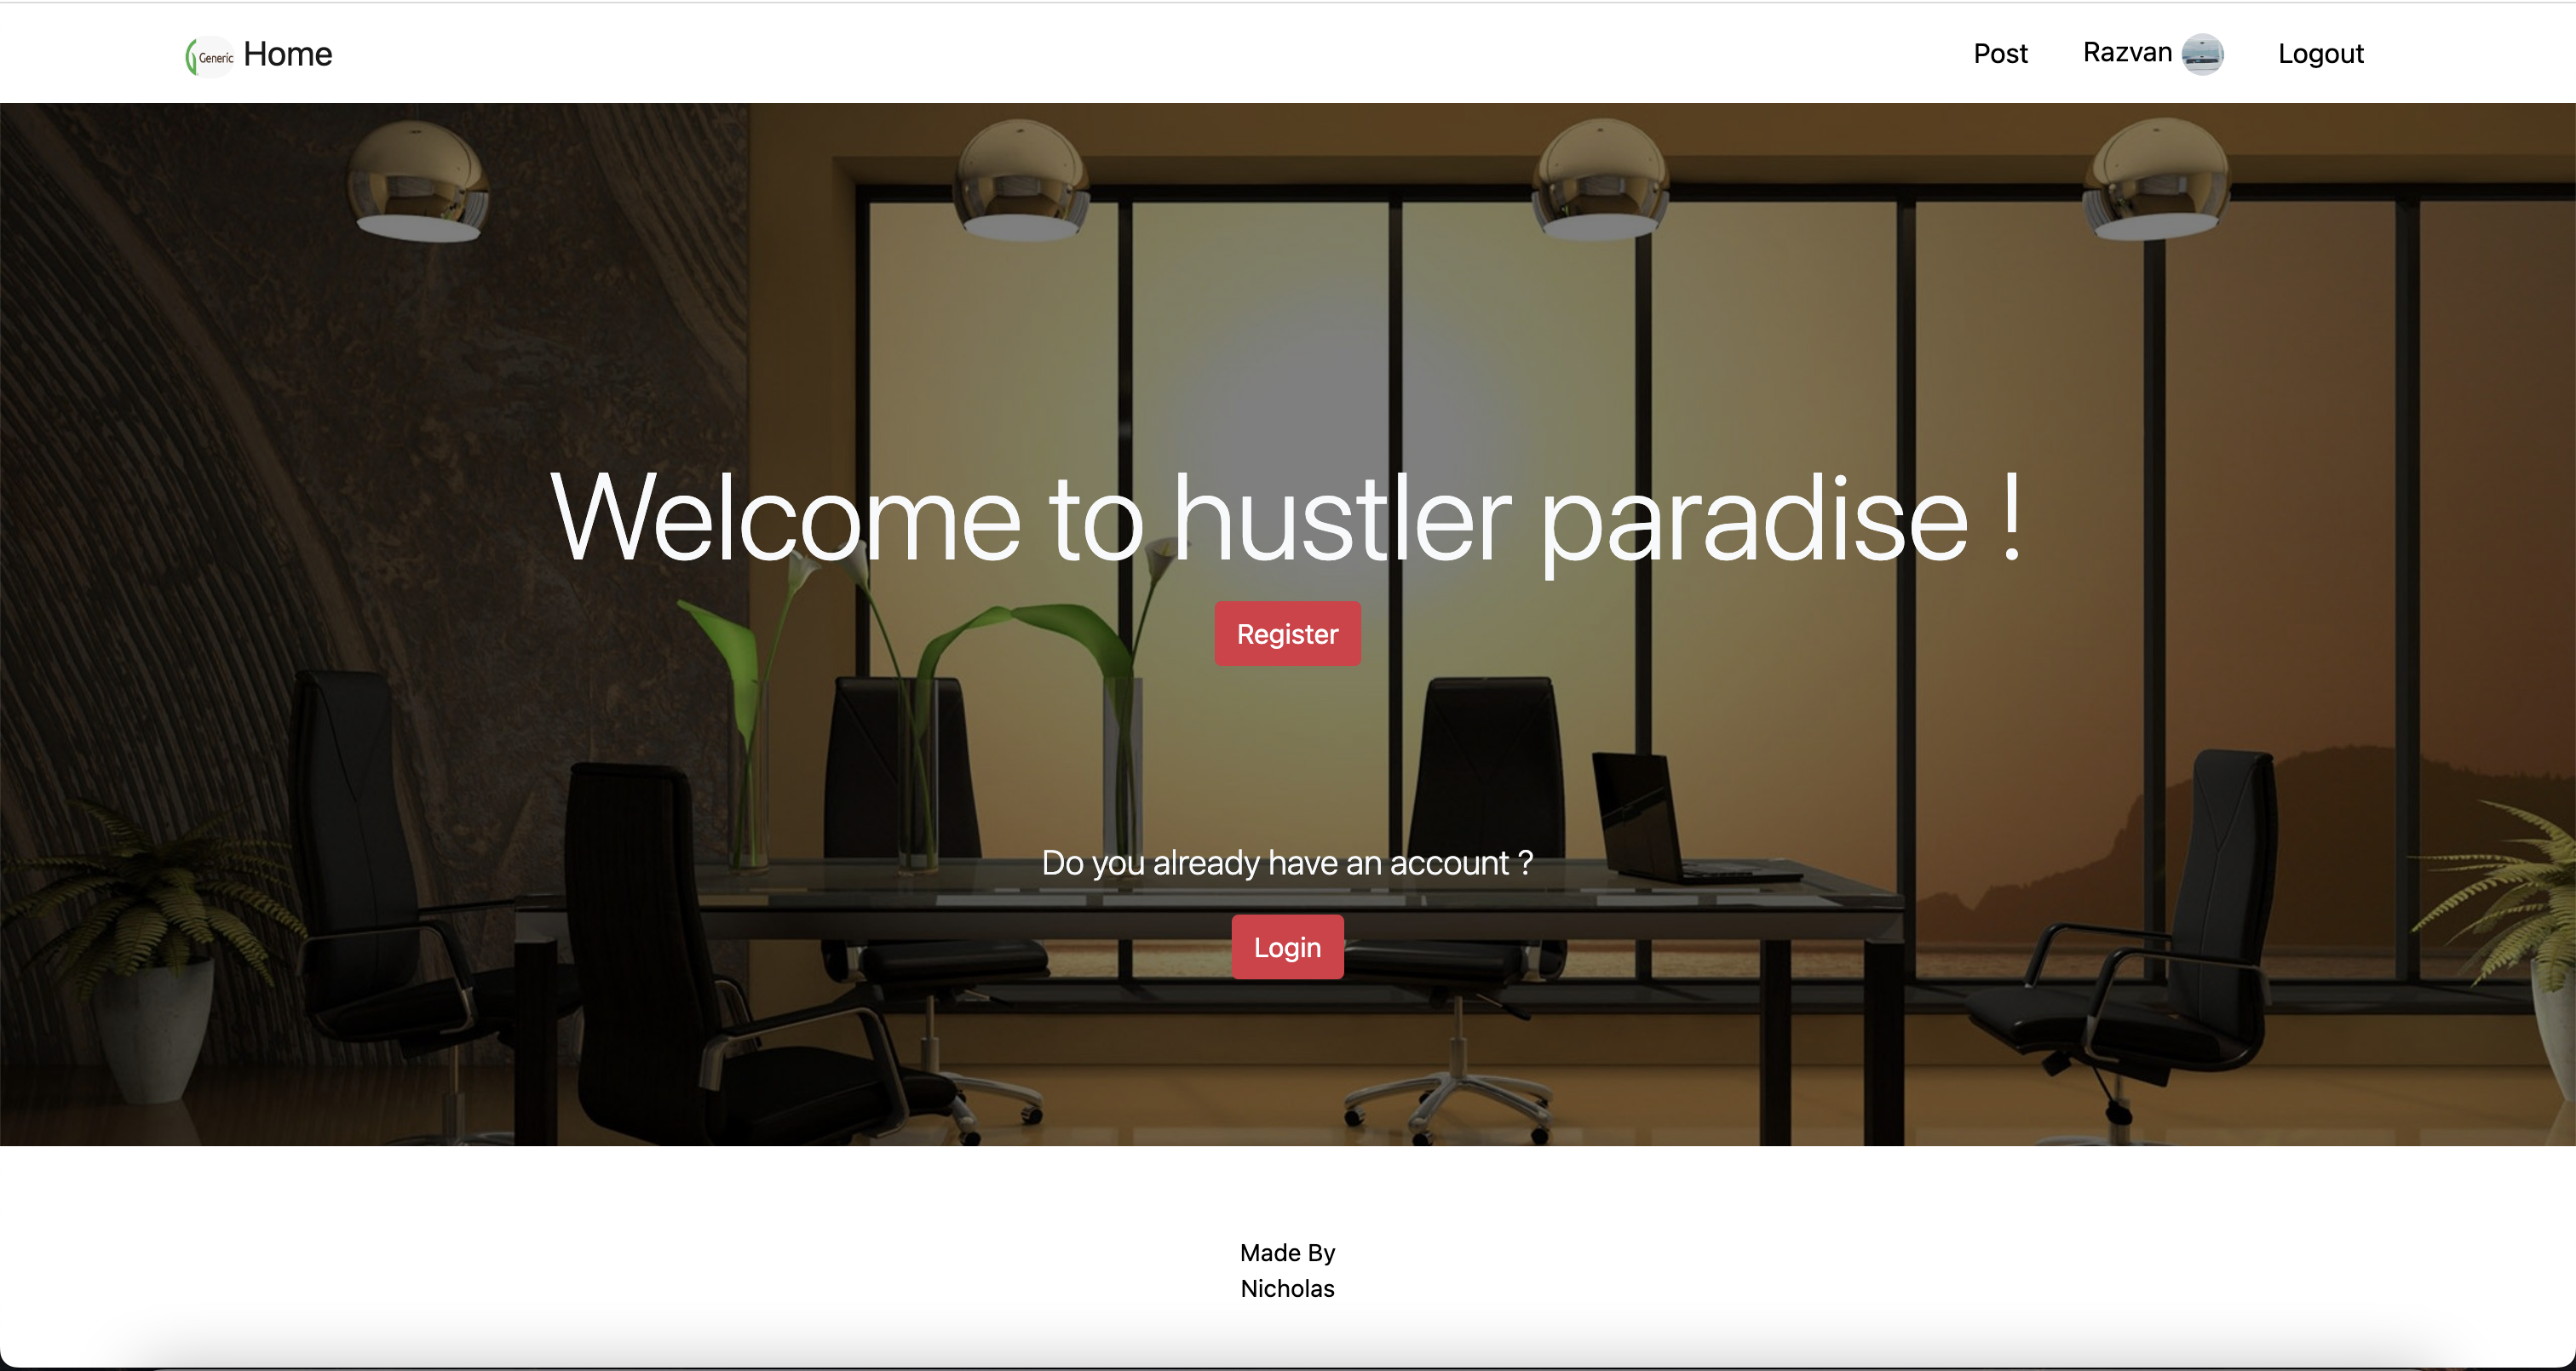 Generic Home
Post
Razvan
Logout
Welcome to hustler paradise !
Register
Do you already have an account ?
Login
Made By
Nicholas